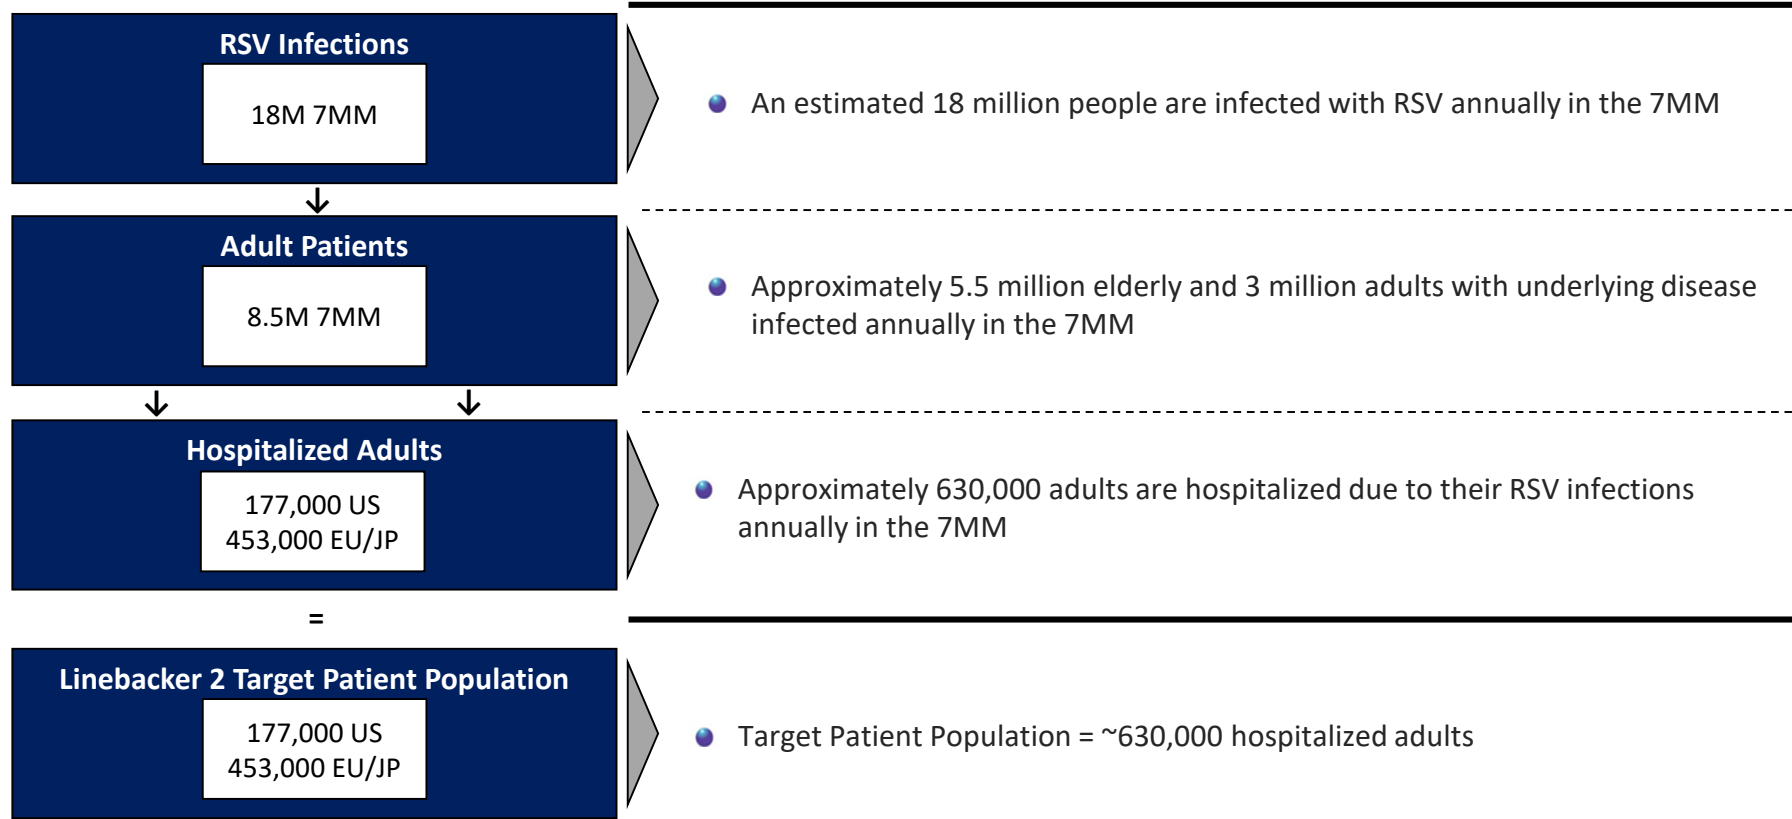 RSV Infections
18M 7MM
An estimated 18 million people are infected with RSV annually in the 7MM
Adult Patients
8.5M 7MM
Approximately 5.5 million elderly and 3 million adults with underlying disease
infected annually in the 7MM
Hospitalized Adults
177,000 US
453,000 EU/JP
Approximately 630,000 adults are hospitalized due to their RSV infections
annually in the 7MM
=
Linebacker 2 Target Patient Population
177,000 US
453,000 EU/JP
Target Patient Population = ~630,000 hospitalized adults